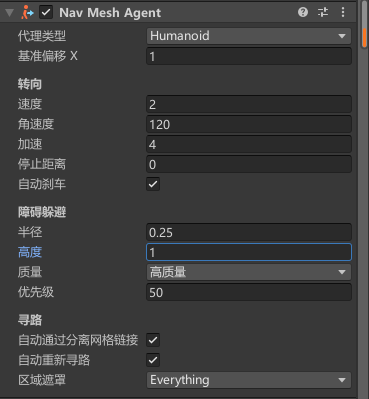 Nav Mesh Agent
代理类型 Humanoid
基准偏移 X 1
转向
速度 2
角速度 120
加速 4
停止距离 0
自动刹车
障碍躲避
半径 0.25
高度 1
质量 高质量
优先级 50
寻路
自动通过分离网格链接
自动重新寻路
区域遮罩 Everything